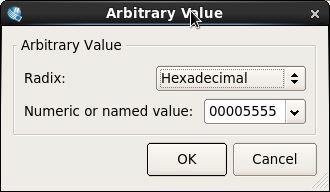 Arbitrary Value
Arbitrary Value
Radix: Hexadecimal
Numeric or named value: 00005555
OK Cancel